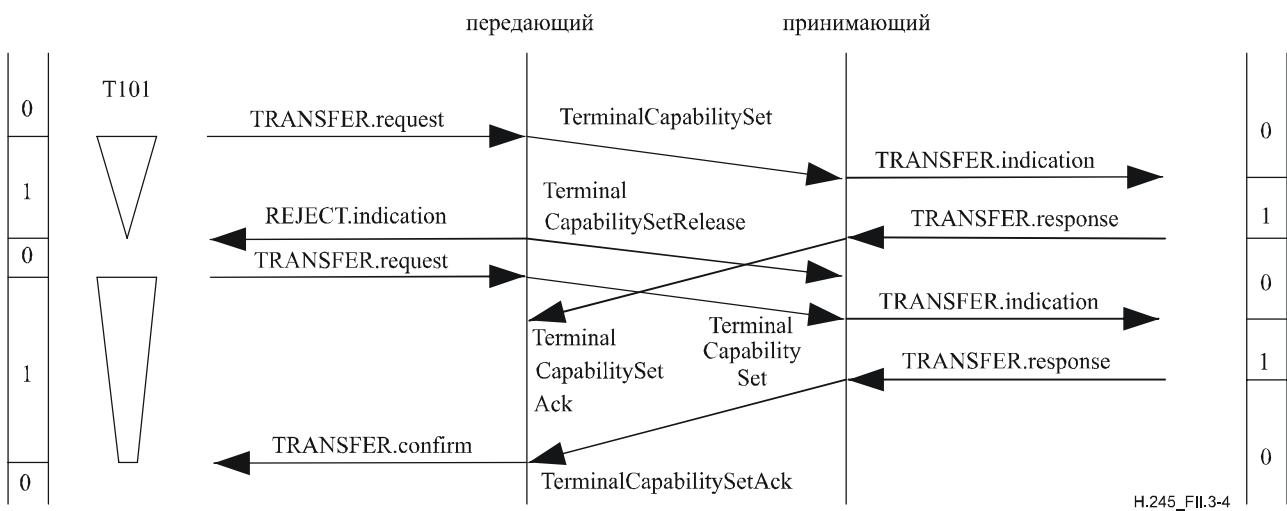 передающий принимающий
T101
0
TRANSFER.request
TerminalCapabilitySet
0
TRANSFER.indication
1
Terminal
CapabilitySetRelease
REJECT.indication
TRANSFER.response
1
0
TRANSFER.request
0
TRANSFER.indication
Terminal
CapabilitySet
Ack
Terminal
Capability
Set
TRANSFER.response
1
1
TRANSFER.confirm
TerminalCapabilitySetAck
0
0
H.245_FII.3-4